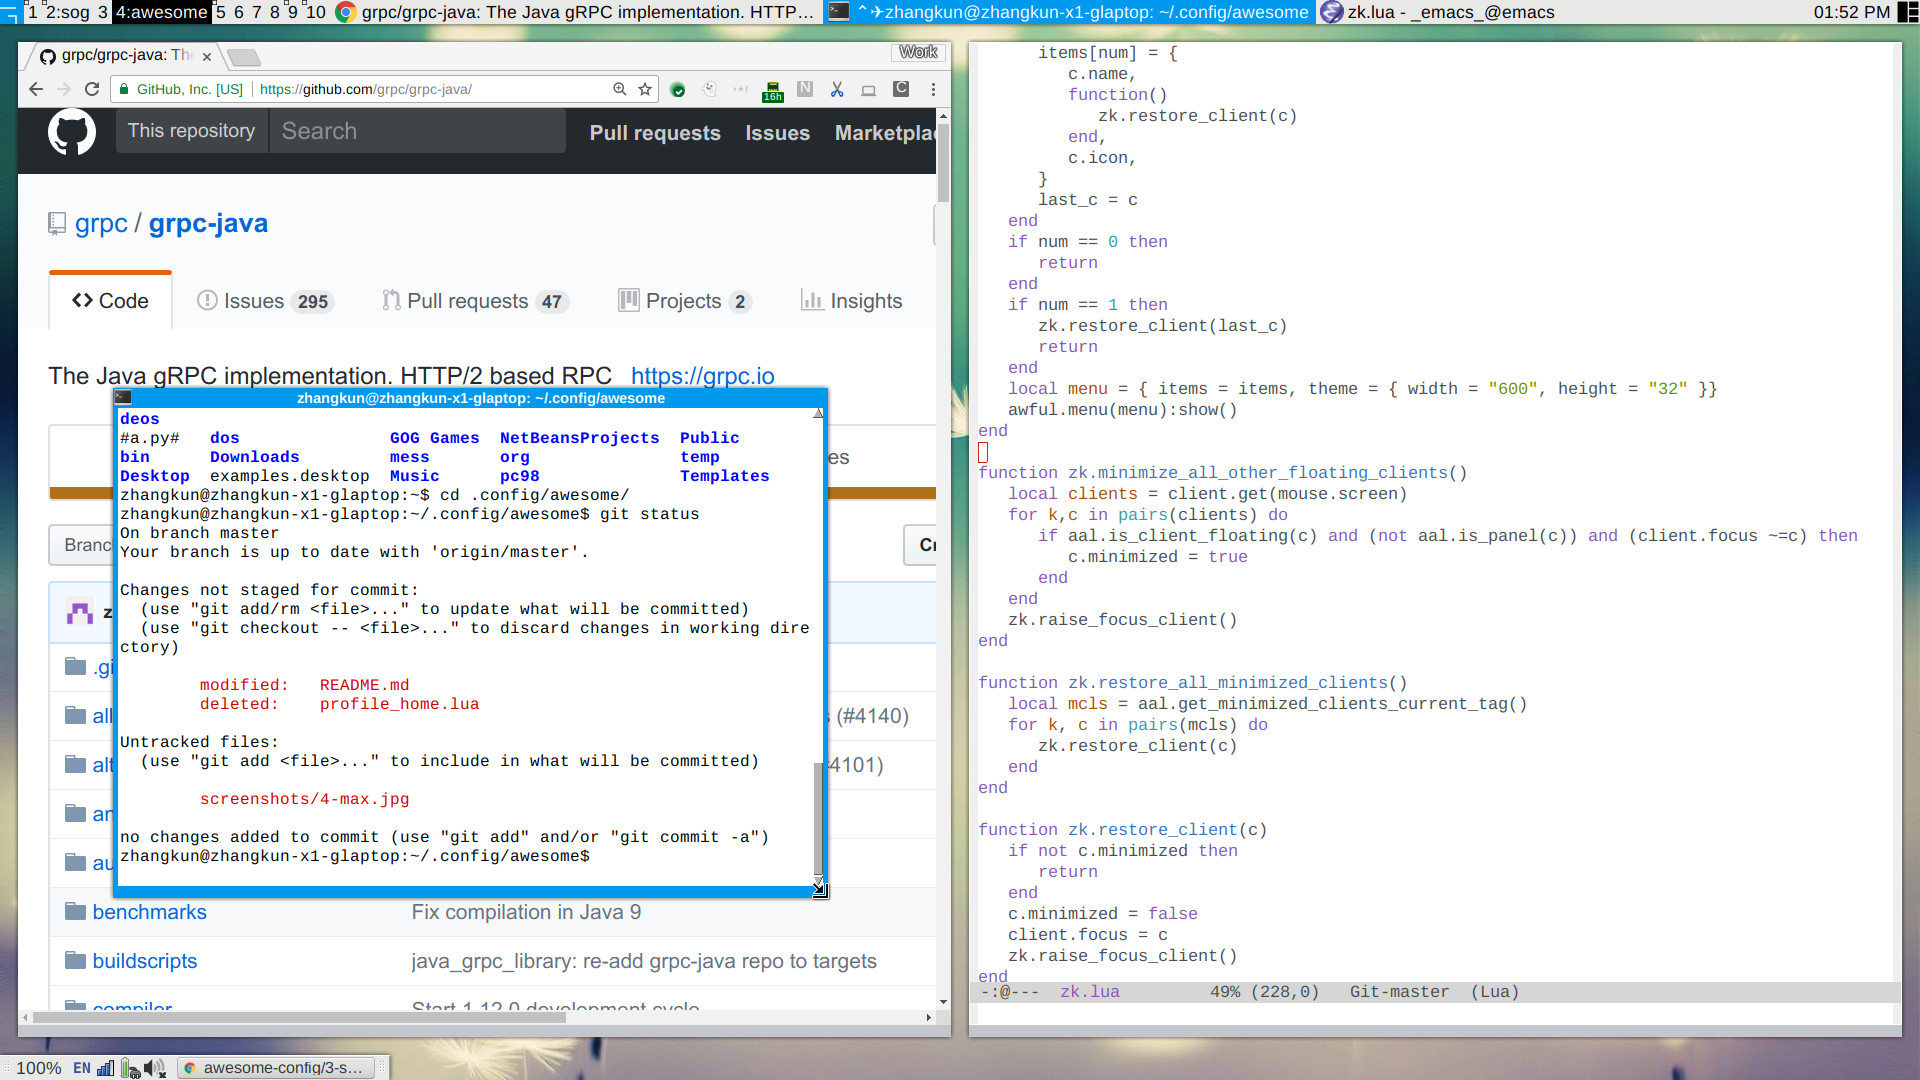 1 2:sog 3 4:awesome 5 6 7 8 9 10 grpc/grpc-java: The Java gRPC implementation. HTTP... ^✈zhangkun@zhangkun-x1-glaptop: ~/.config/awesome zk.lua - _emacs_@emacs 01:52 PM
grpc/grpc-java: Th
Work
GitHub, Inc. [US] https://github.com/grpc/grpc-java/
16h N C
This repository Search Pull requests Issues Marketplac
grpc / grpc-java
Code Issues 295 Pull requests 47 Projects 2 Insights
The Java gRPC implementation. HTTP/2 based RPC https://grpc.io
es
Branc
Cr
z
.gi
all
(#4140)
alt
4101)
an
au
benchmarks Fix compilation in Java 9
buildscripts java_grpc_library: re-add grpc-java repo to targets
compiler Start 1.12.0 development cycle
zhangkun@zhangkun-x1-glaptop: ~/.config/awesome
deos
#a.py# dos GOG Games NetBeansProjects Public
bin Downloads mess org temp
Desktop examples.desktop Music pc98 Templates
zhangkun@zhangkun-x1-glaptop:~$ cd .config/awesome/
zhangkun@zhangkun-x1-glaptop:~/.config/awesome$ git status
On branch master
Your branch is up to date with 'origin/master'.
Changes not staged for commit:
(use "git add/rm <file>..." to update what will be committed)
(use "git checkout -- <file>..." to discard changes in working dire
ctory)
modified: README.md
deleted: profile_home.lua
Untracked files:
(use "git add <file>..." to include in what will be committed)
screenshots/4-max.jpg
no changes added to commit (use "git add" and/or "git commit -a")
zhangkun@zhangkun-x1-glaptop:~/.config/awesome$
items[num] = {
c.name,
function()
zk.restore_client(c)
end,
c.icon,
}
last_c = c
end
if num == 0 then
return
end
if num == 1 then
zk.restore_client(last_c)
return
end
local menu = { items = items, theme = { width = "600", height = "32" }}
awful.menu(menu):show()
end
function zk.minimize_all_other_floating_clients()
local clients = client.get(mouse.screen)
for k,c in pairs(clients) do
if aal.is_client_floating(c) and (not aal.is_panel(c)) and (client.focus ~=c) then
c.minimized = true
end
end
zk.raise_focus_client()
end
function zk.restore_all_minimized_clients()
local mcls = aal.get_minimized_clients_current_tag()
for k, c in pairs(mcls) do
zk.restore_client(c)
end
end
function zk.restore_client(c)
if not c.minimized then
return
end
c.minimized = false
client.focus = c
zk.raise_focus_client()
end
-:@--- zk.lua 49% (228,0) Git-master (Lua)
100% EN awesome-config/3-s...